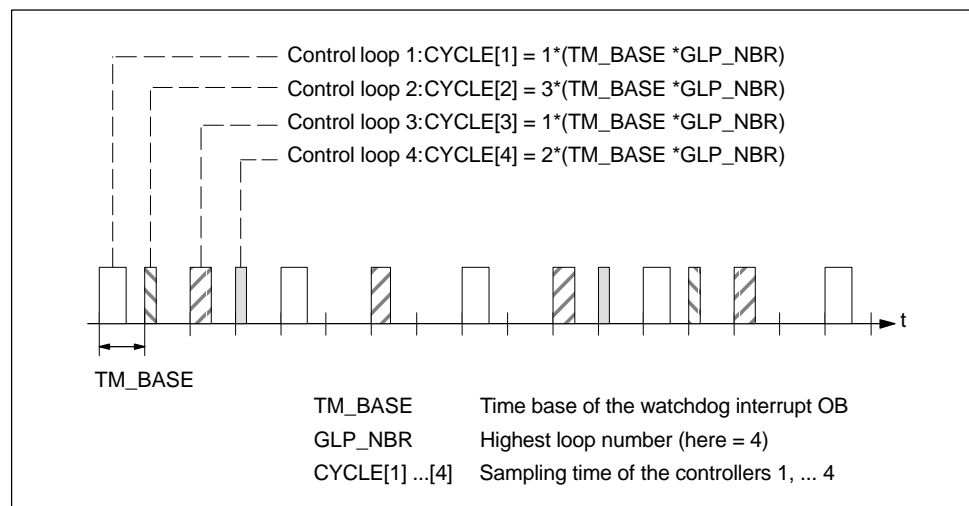 Control loop 1:CYCLE[1] = 1*(TM_BASE *GLP_NBR)
Control loop 2:CYCLE[2] = 3*(TM_BASE *GLP_NBR)
Control loop 3:CYCLE[3] = 1*(TM_BASE *GLP_NBR)
Control loop 4:CYCLE[4] = 2*(TM_BASE *GLP_NBR)
t
TM_BASE
TM_BASE Time base of the watchdog interrupt OB
GLP_NBR Highest loop number (here = 4)
CYCLE[1] ...[4] Sampling time of the controllers 1, ... 4